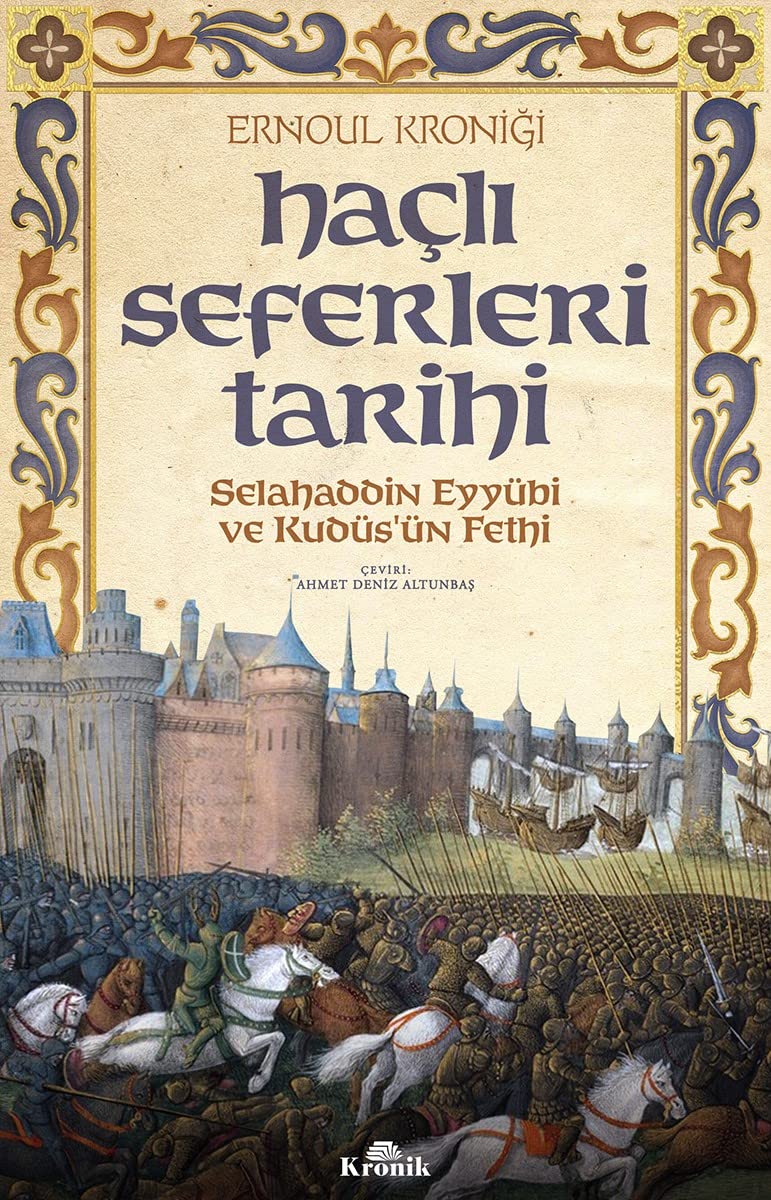 ERNOUL KRONİĞİ
haçlı
seferleri
tarihi
Selahaddin Eyyübi
ve Kudüs'ün Fethi
ÇEVİRİ:
AHMET DENİZ ALTUNBAŞ
Kronik